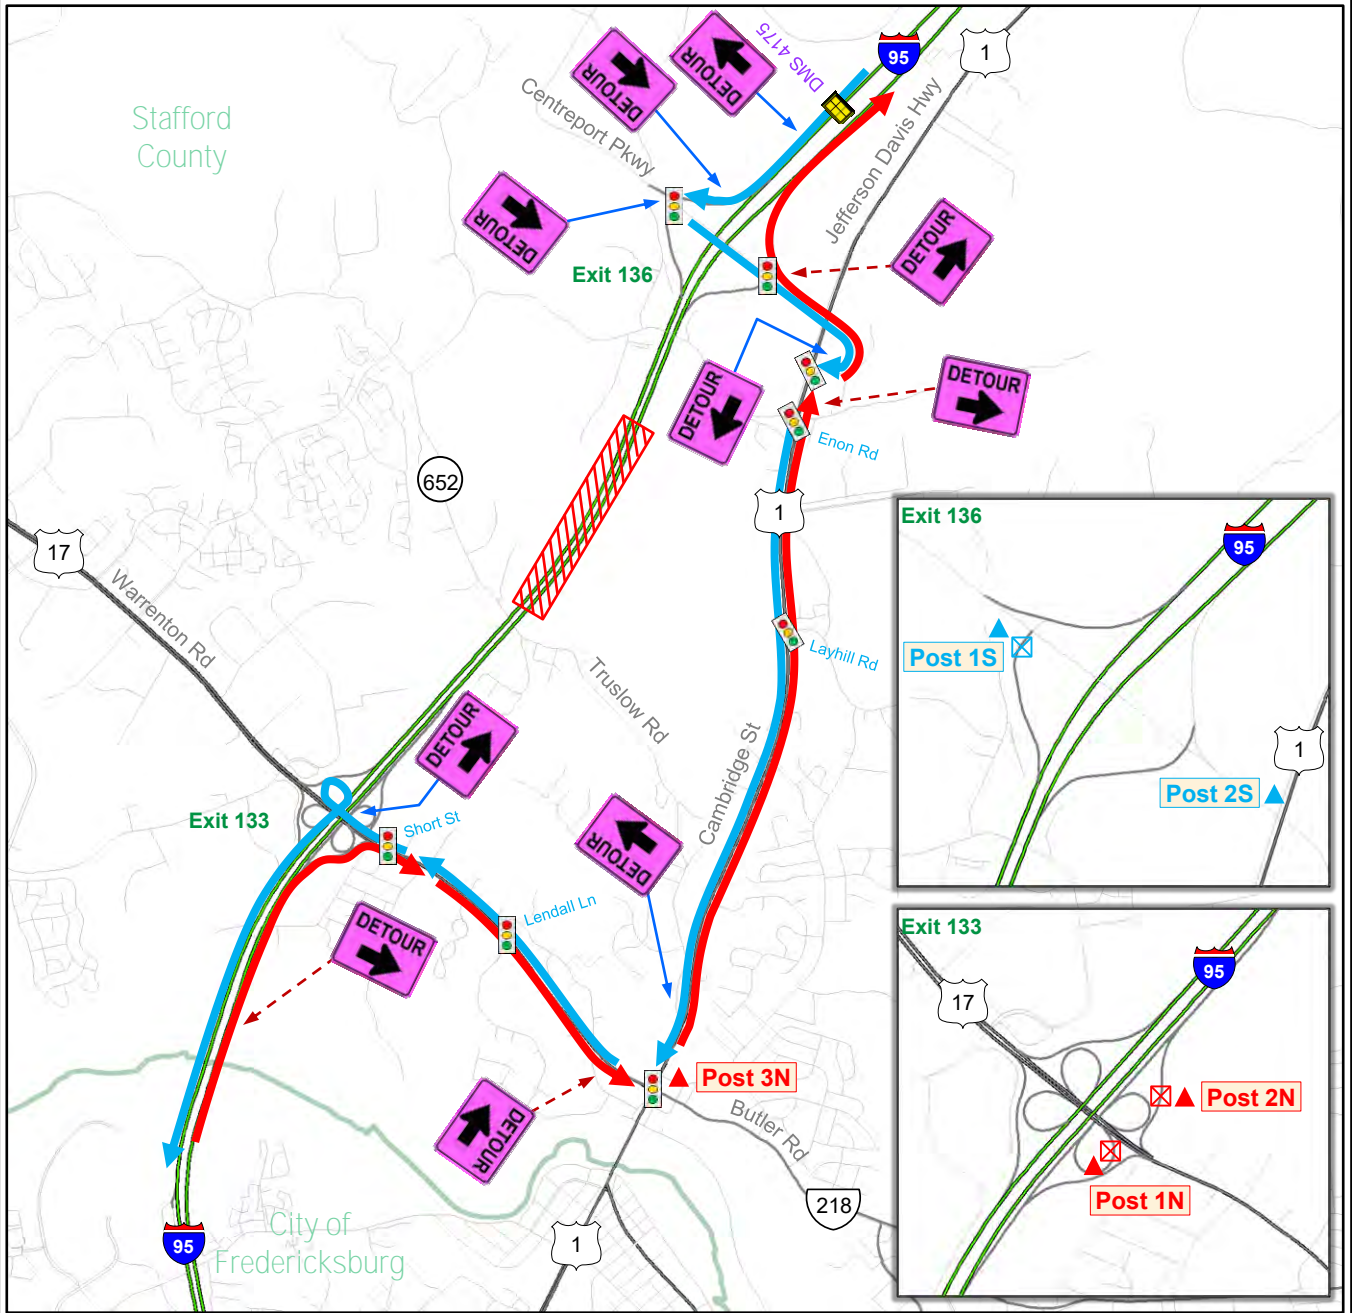 DMS 4175
95
1
DETOUR
DETOUR
Stafford
County
Centreport Pkwy
Jefferson Davis Hwy
DETOUR
DETOUR
Exit 136
DETOUR
DETOUR
Enon Rd
652
1
17
Warrenton Rd
Exit 136
95
Post 1S
1
Post 2S
Layhill Rd
Truslow Rd
DETOUR
Cambridge St
Exit 133
Short St
DETOUR
Lendall Ln
DETOUR
Exit 133
95
17
Post 2N
Post 1N
Post 3N
DETOUR
Butler Rd
218
City of
Fredericksburg
95
1